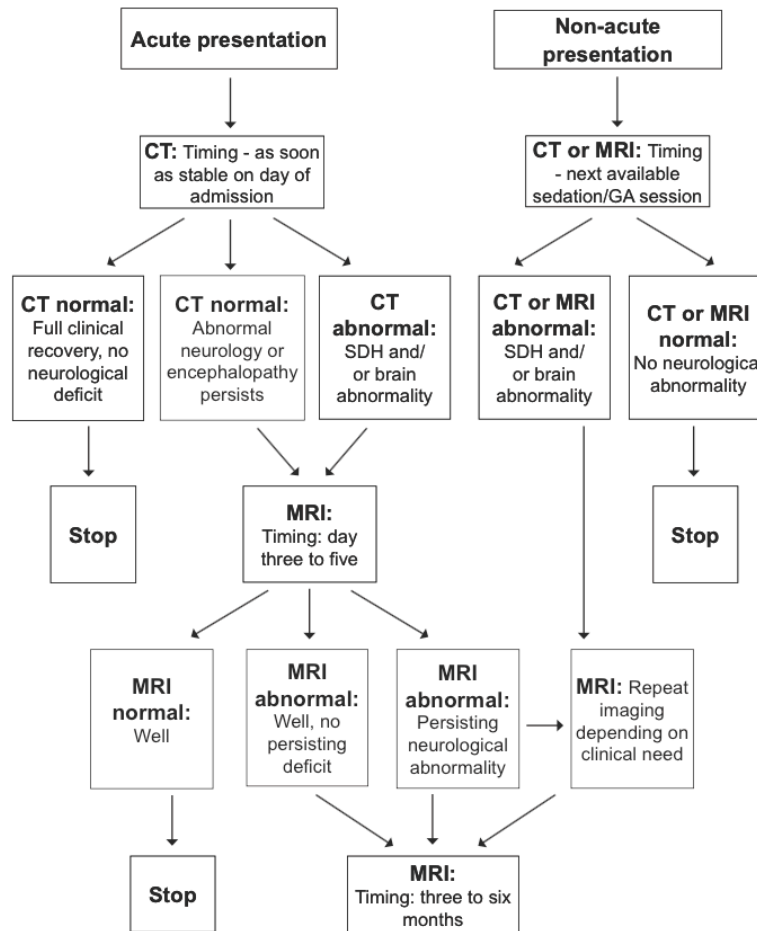 Acute presentation
Non-acute
presentation
CT: Timing - as soon
as stable on day of
admission
CT or MRI: Timing
- next available
sedation/GA session
CT normal:
Full clinical
recovery, no
neurological
deficit
CT normal:
Abnormal
neurology or
encephalopathy
persists
CT
abnormal:
SDH and/
or brain
abnormality
CT or MRI
abnormal:
SDH and/
or brain
abnormality
CT or MRI
normal:
No neurological
abnormality
Stop
MRI:
Timing: day
three to five
Stop
MRI
normal:
Well
MRI
abnormal:
Well, no
persisting
deficit
MRI
abnormal:
Persisting
neurological
abnormality
MRI: Repeat
imaging
depending on
clinical need
Stop
MRI:
Timing: three to six
months